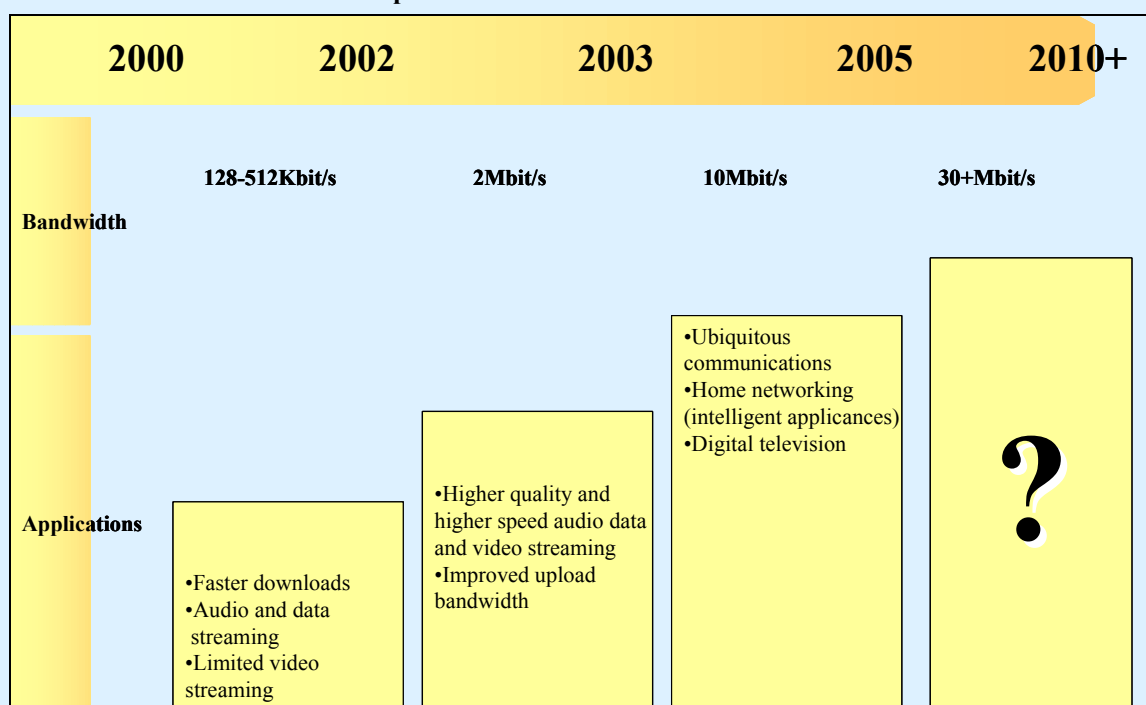 2000 2002 2003 2005 2010+
128-512Kbit/s 2Mbit/s 10Mbit/s 30+Mbit/s
Bandwidth
Applications
•Faster downloads
•Audio and data
streaming
•Limited video
streaming
•Higher quality and
higher speed audio data
and video streaming
•Improved upload
bandwidth
•Ubiquitous
communications
•Home networking
(intelligent applicances)
•Digital television
?